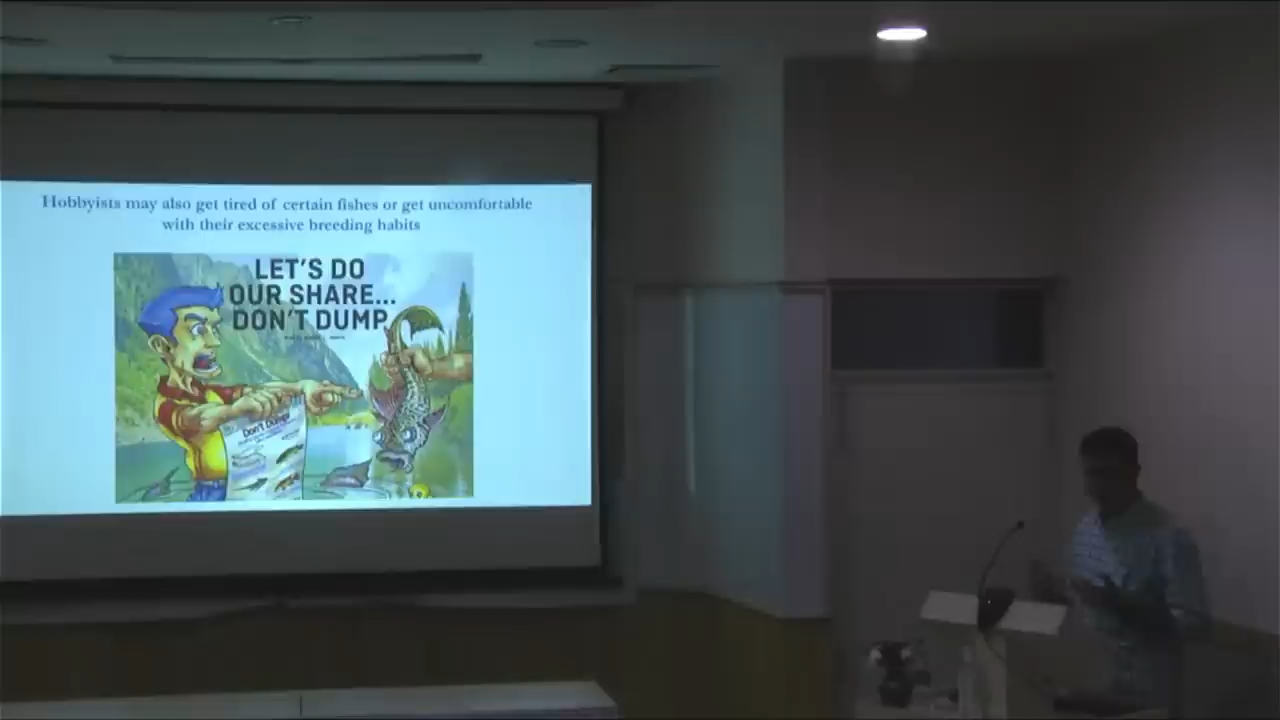 Hobbyists may also get tired of certain fishes or get uncomfortable
with their excessive breeding habits
LET'S DO
OUR SHARE...
DON'T DUMP
Don't Dump!